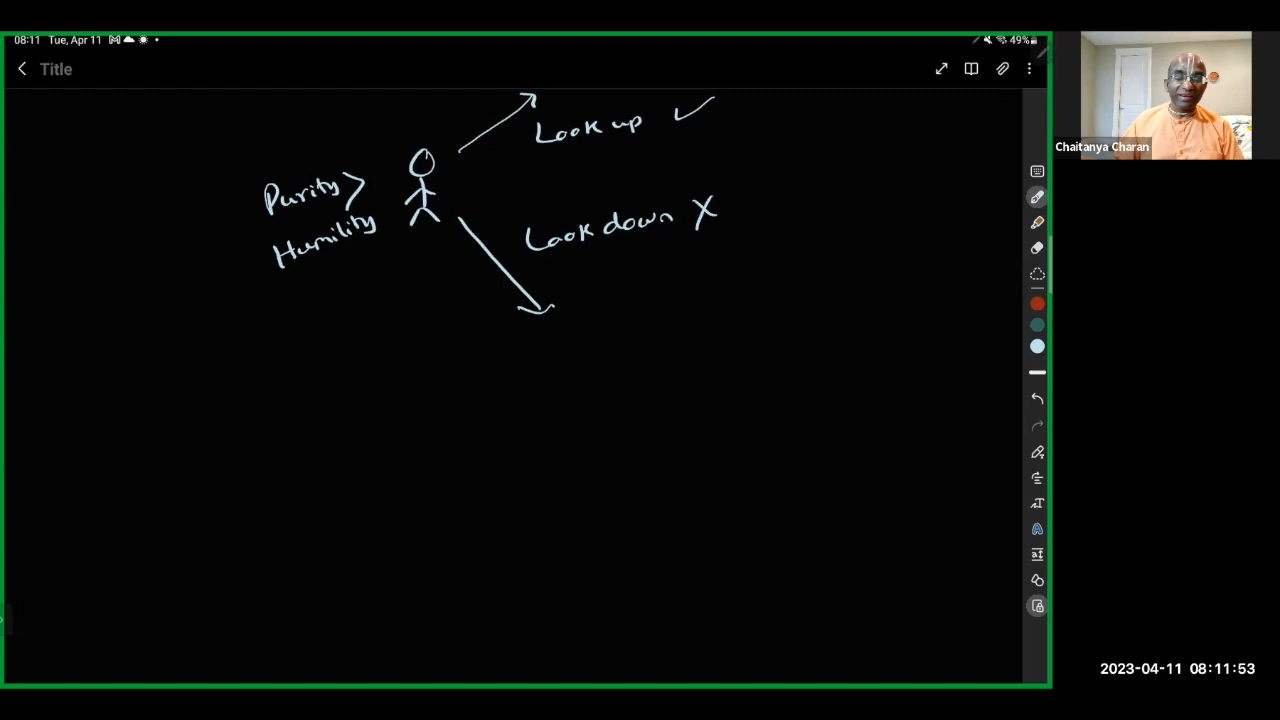 08:11 Tue, Apr 11
49%
Title
Look up ✓
Purity >
Humility
Look down X
Chaitanya Charan
2023-04-11 08:11:53